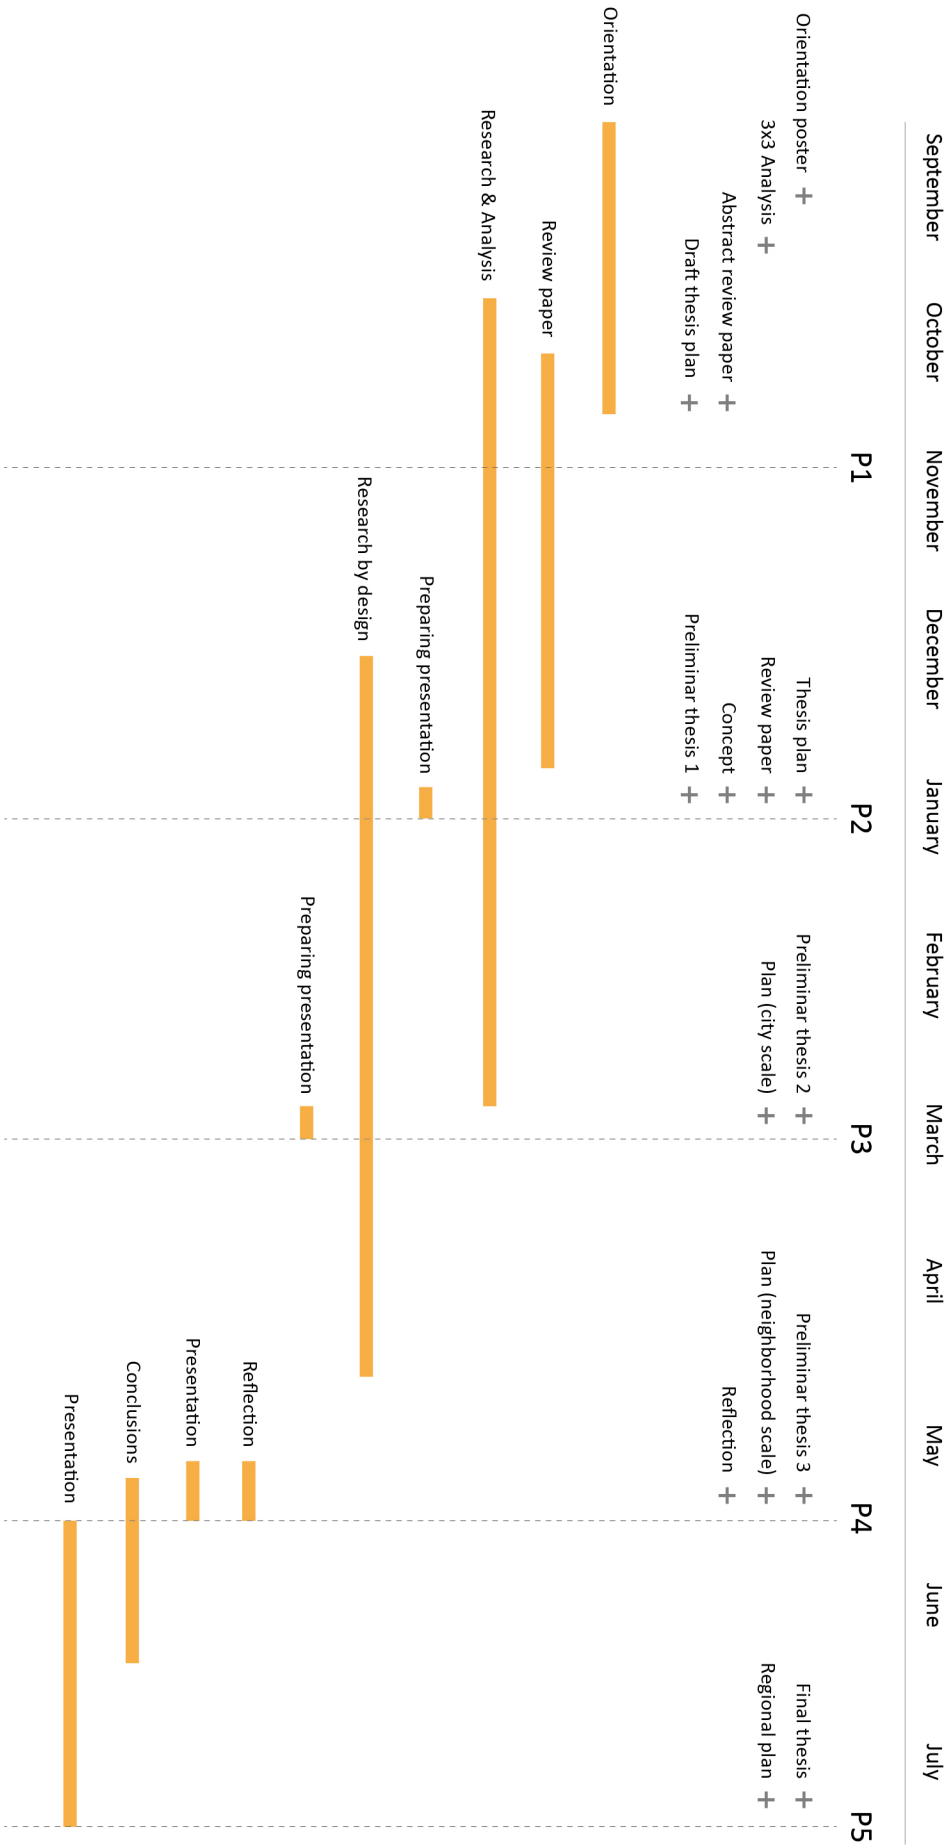 September
October
November
December
January
February
March
April
May
June
July
P1
P2
P3
P4
P5
Orientation poster
3x3 Analysis
Abstract review paper
Draft thesis plan
Thesis plan
Review paper
Concept
Preliminar thesis 1
Preliminar thesis 2
Plan (city scale)
Preliminar thesis 3
Plan (neighborhood scale)
Reflection
Final thesis
Regional plan
Orientation
Review paper
Research & Analysis
Preparing presentation
Research by design
Preparing presentation
Reflection
Presentation
Conclusions
Presentation